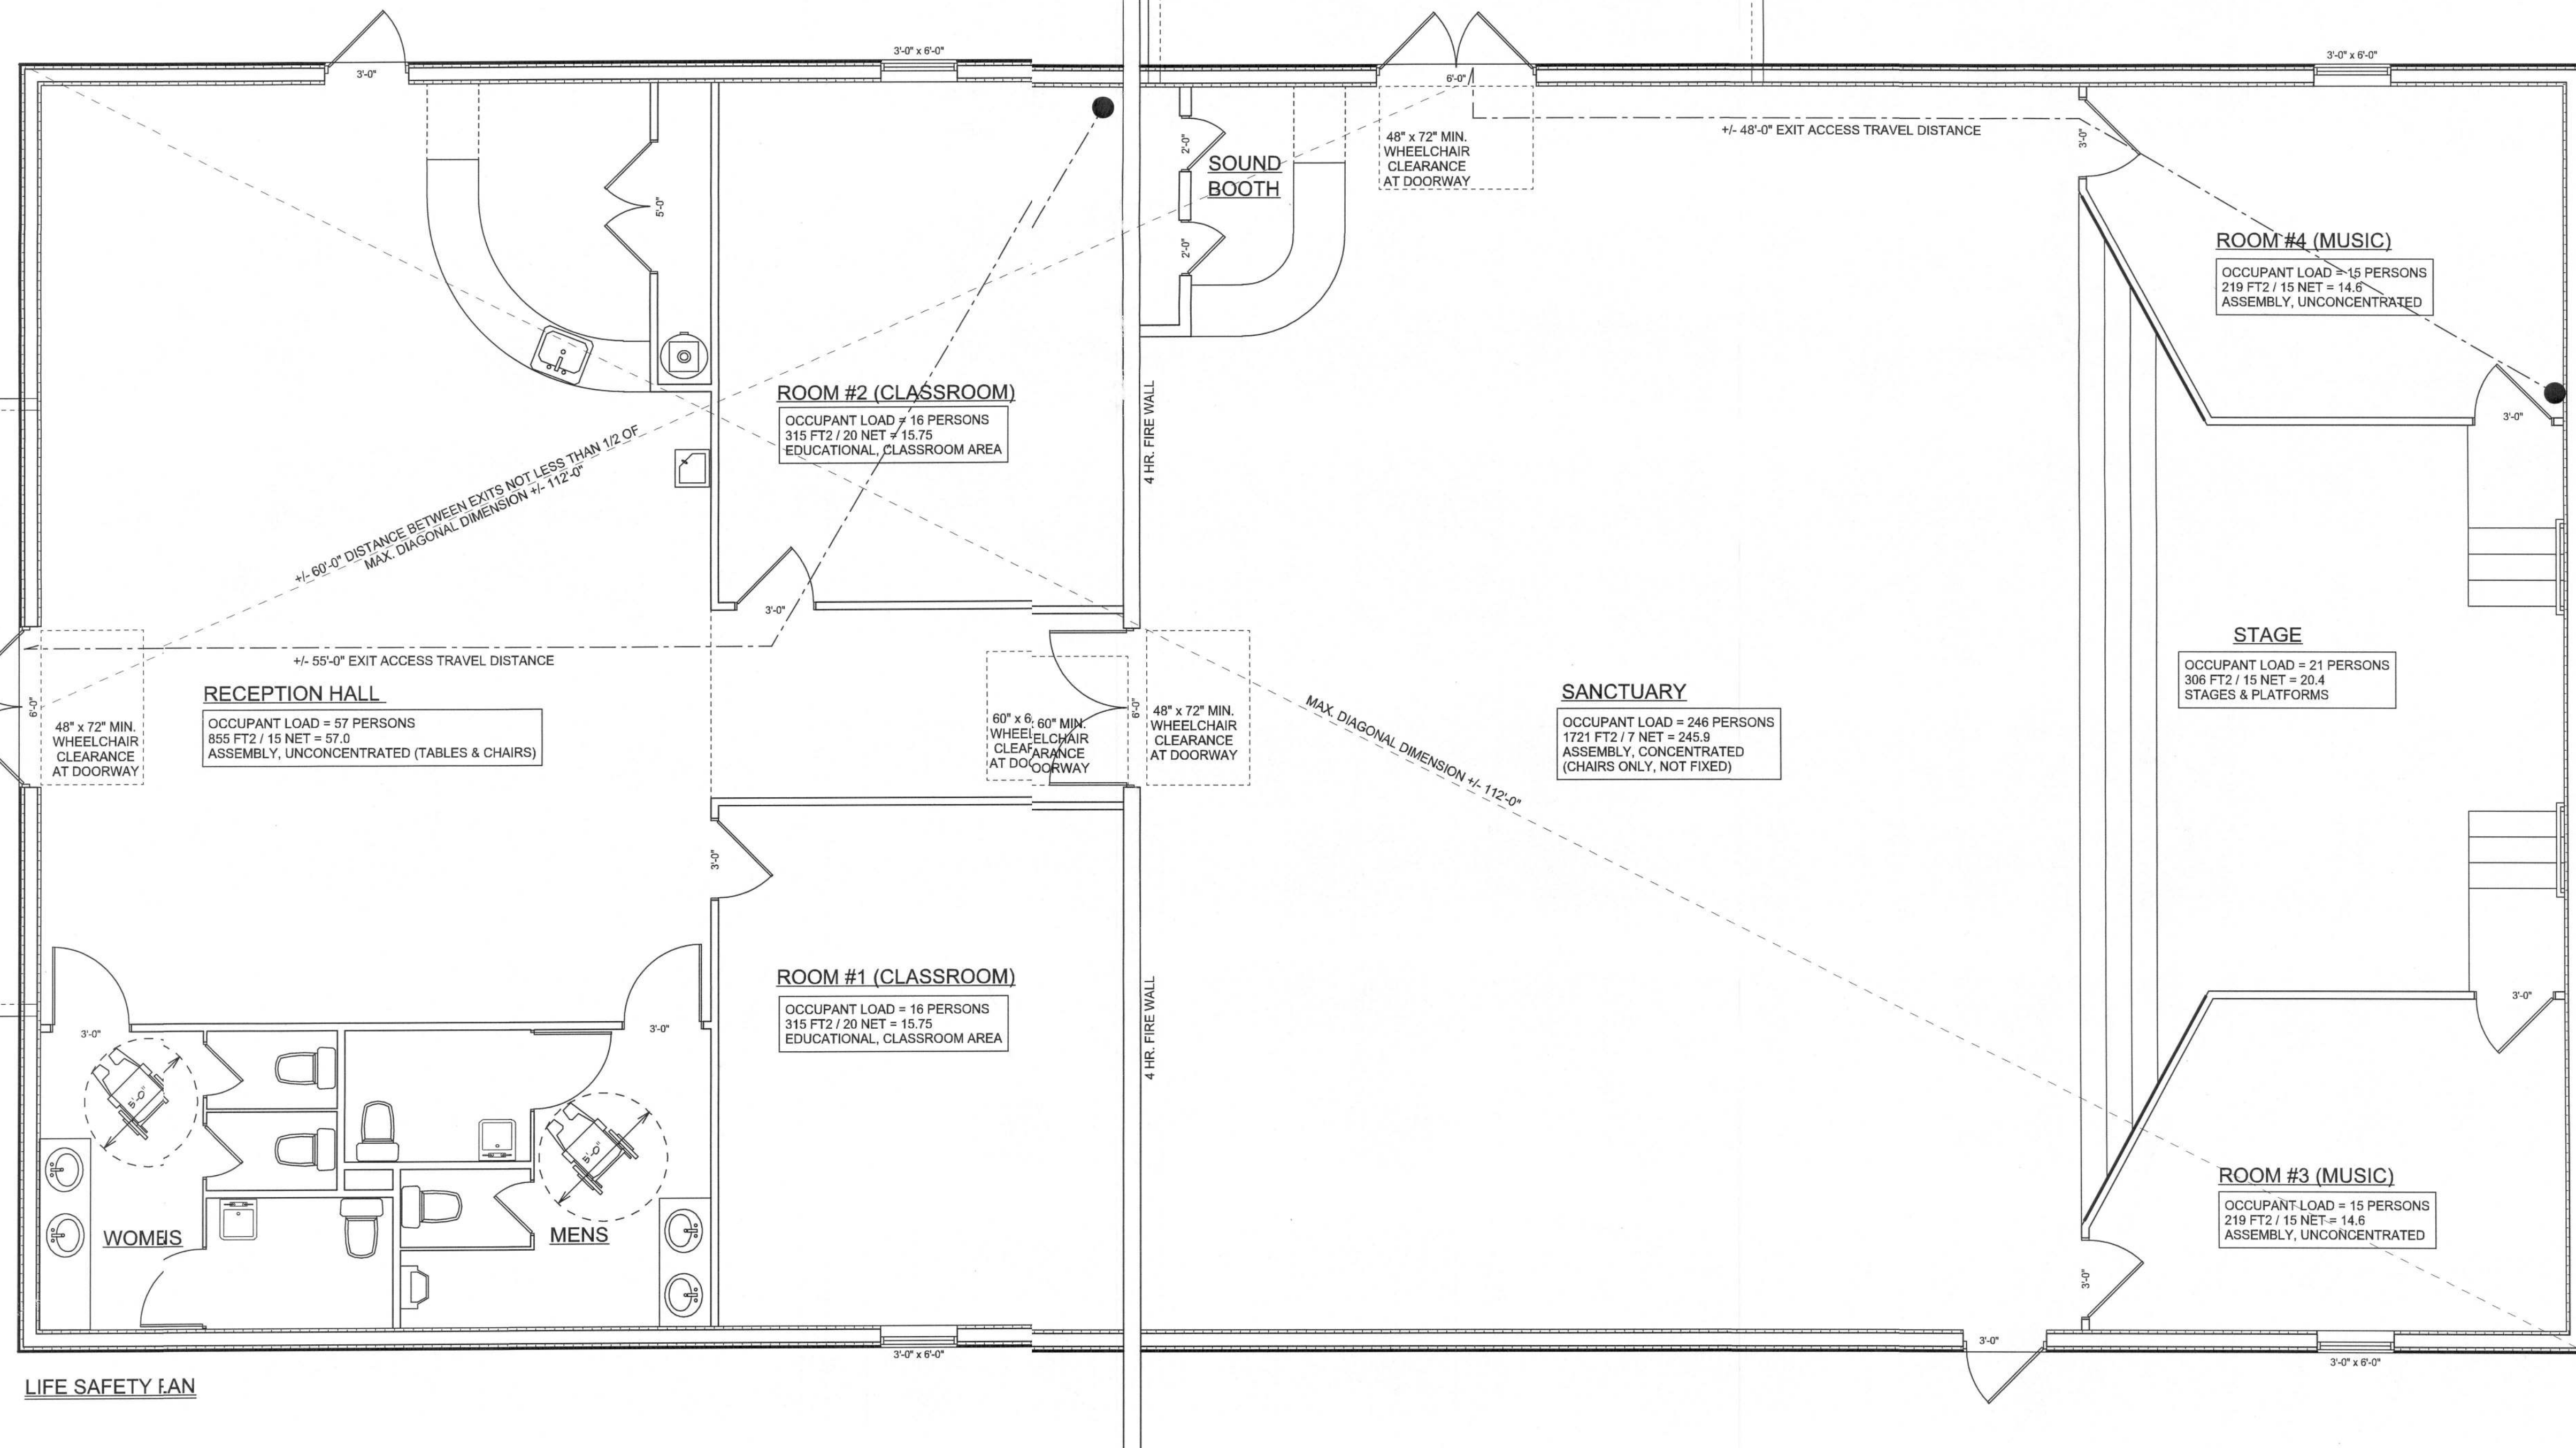 3'-0" x 6'-0"
3'-0" x 6'-0"
3'-0"
6'-0"
+/- 48'-0" EXIT ACCESS TRAVEL DISTANCE
48" x 72" MIN.
WHEELCHAIR
CLEARANCE
AT DOORWAY
2'-0"
3'-0"
SOUND
BOOTH
5'-0"
2'-0"
ROOM #4 (MUSIC)
OCCUPANT LOAD = 15 PERSONS
219 FT2 / 15 NET = 14.6
ASSEMBLY, UNCONCENTRATED
ROOM #2 (CLASSROOM)
OCCUPANT LOAD = 16 PERSONS
315 FT2 / 20 NET = 15.75
EDUCATIONAL, CLASSROOM AREA
4 HR. FIRE WALL
3'-0"
+/- 60'-0" DISTANCE BETWEEN EXITS NOT LESS THAN 1/2 OF
MAX. DIAGONAL DIMENSION +/- 112'-0"
3'-0"
STAGE
OCCUPANT LOAD = 21 PERSONS
306 FT2 / 15 NET = 20.4
STAGES & PLATFORMS
+/- 55'-0" EXIT ACCESS TRAVEL DISTANCE
RECEPTION HALL
OCCUPANT LOAD = 57 PERSONS
855 FT2 / 15 NET = 57.0
ASSEMBLY, UNCONCENTRATED (TABLES & CHAIRS)
6'-0"
48" x 72" MIN.
WHEELCHAIR
CLEARANCE
AT DOORWAY
60" x 6 60" MIN.
WHEEL ELCHAIR
CLEAF ARANCE
AT DOO OORWAY
6'-0"
48" x 72" MIN.
WHEELCHAIR
CLEARANCE
AT DOORWAY
SANCTUARY
OCCUPANT LOAD = 246 PERSONS
1721 FT2 / 7 NET = 245.9
ASSEMBLY, CONCENTRATED
(CHAIRS ONLY, NOT FIXED)
MAX. DIAGONAL DIMENSION +/- 112'-0"
3'-0"
ROOM #1 (CLASSROOM)
OCCUPANT LOAD = 16 PERSONS
315 FT2 / 20 NET = 15.75
EDUCATIONAL, CLASSROOM AREA
4 HR. FIRE WALL
3'-0"
3'-0"
3'-0"
5'-0"
5'-0"
WOMEIS
MENS
ROOM #3 (MUSIC)
OCCUPANT LOAD = 15 PERSONS
219 FT2 / 15 NET = 14.6
ASSEMBLY, UNCONCENTRATED
3'-0"
3'-0"
3'-0" x 6'-0"
3'-0" x 6'-0"
LIFE SAFETY F.AN